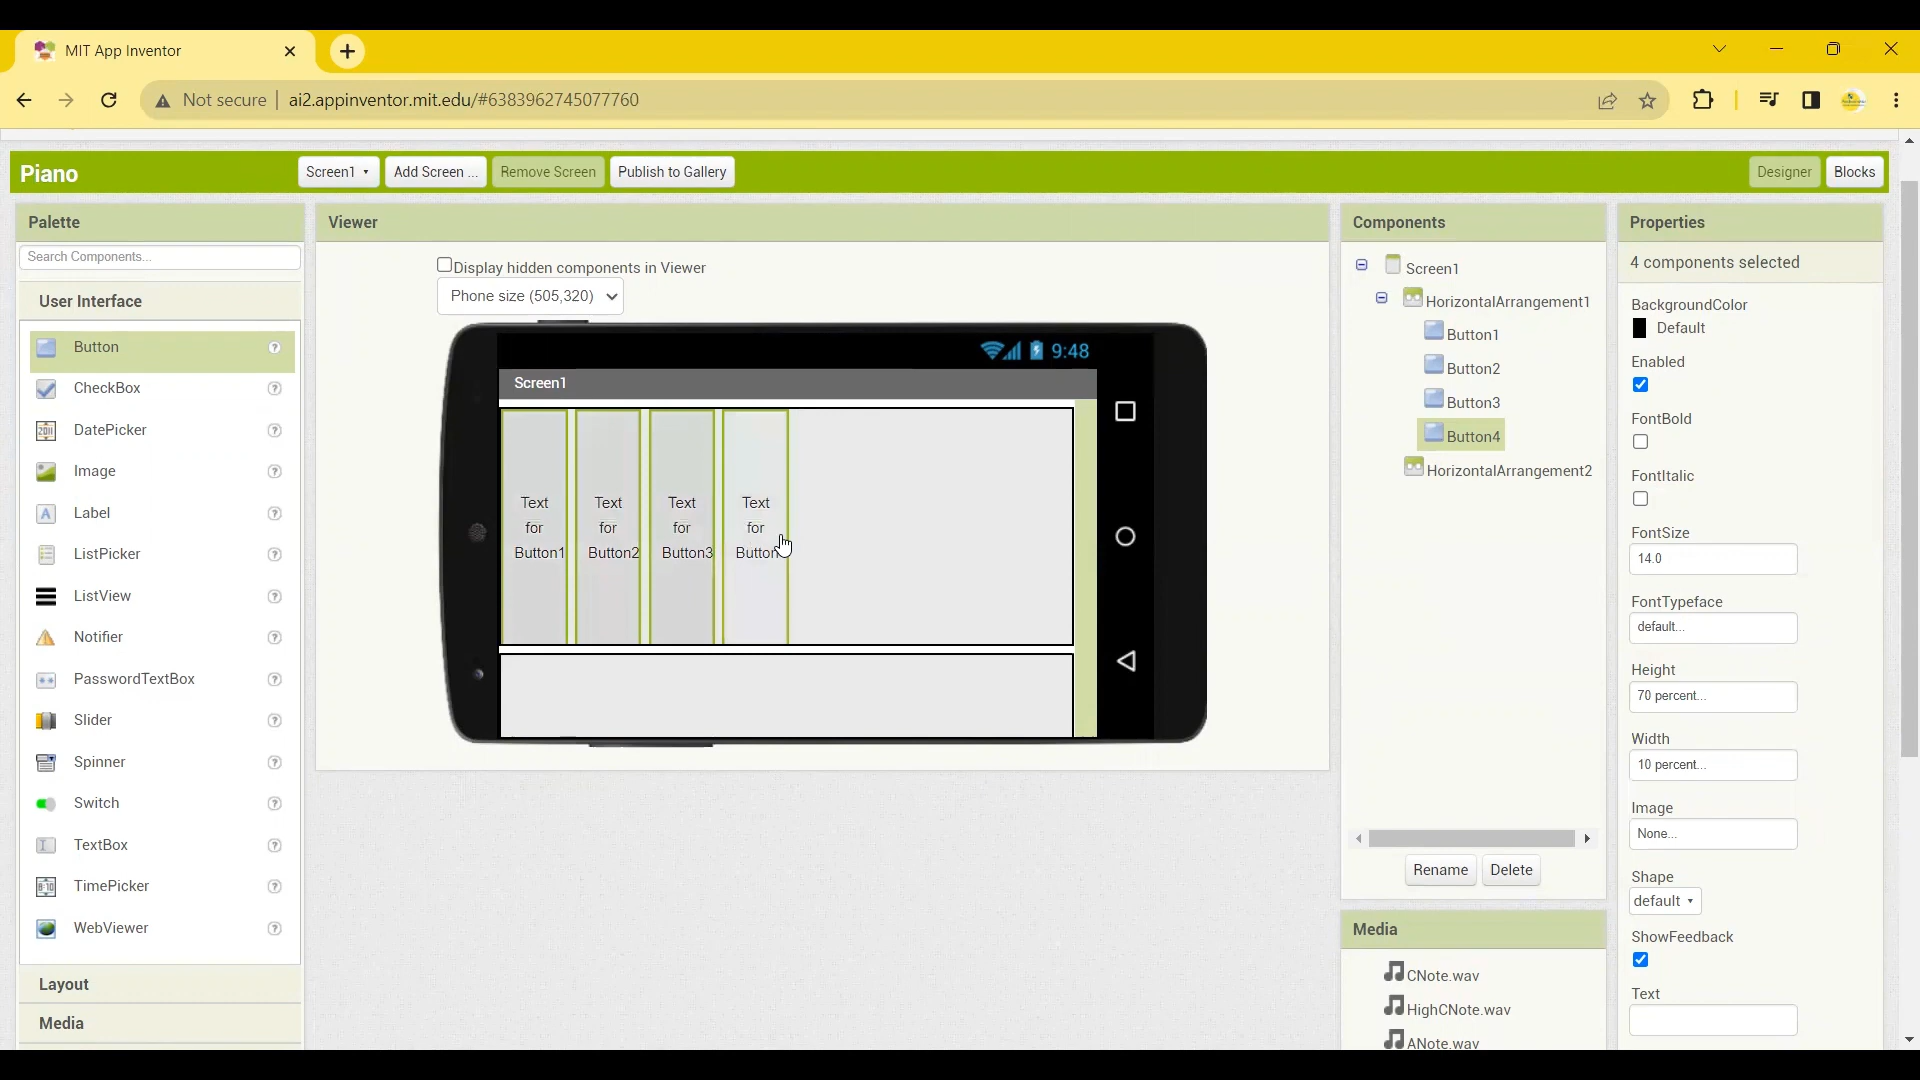 MIT App Inventor
Not secure
ai2.appinventor.mit.edu/#6383962745077760
Piano
Screen1
Add Screen ...
Remove Screen
Publish to Gallery
Designer
Blocks
Palette
Search Components...
User Interface
Button
CheckBox
DatePicker
Image
Label
ListPicker
ListView
Notifier
PasswordTextBox
Slider
Spinner
Switch
TextBox
TimePicker
WebViewer
Layout
Media
Viewer
Display hidden components in Viewer
Phone size (505,320)
9:48
Screen1
Text
for
Button1
Text
for
Button2
Text
for
Button3
Text
for
Components
Screen1
HorizontalArrangement1
Button1
Button2
Button3
Button4
HorizontalArrangement2
Rename
Delete
Media
CNote.wav
HighCNote.wav
ANote.wav
Properties
4 components selected
BackgroundColor
Default
Enabled
FontBold
FontItalic
FontSize
14.0
FontTypeface
default...
Height
70 percent...
Width
10 percent...
Image
None...
Shape
default
ShowFeedback
Text